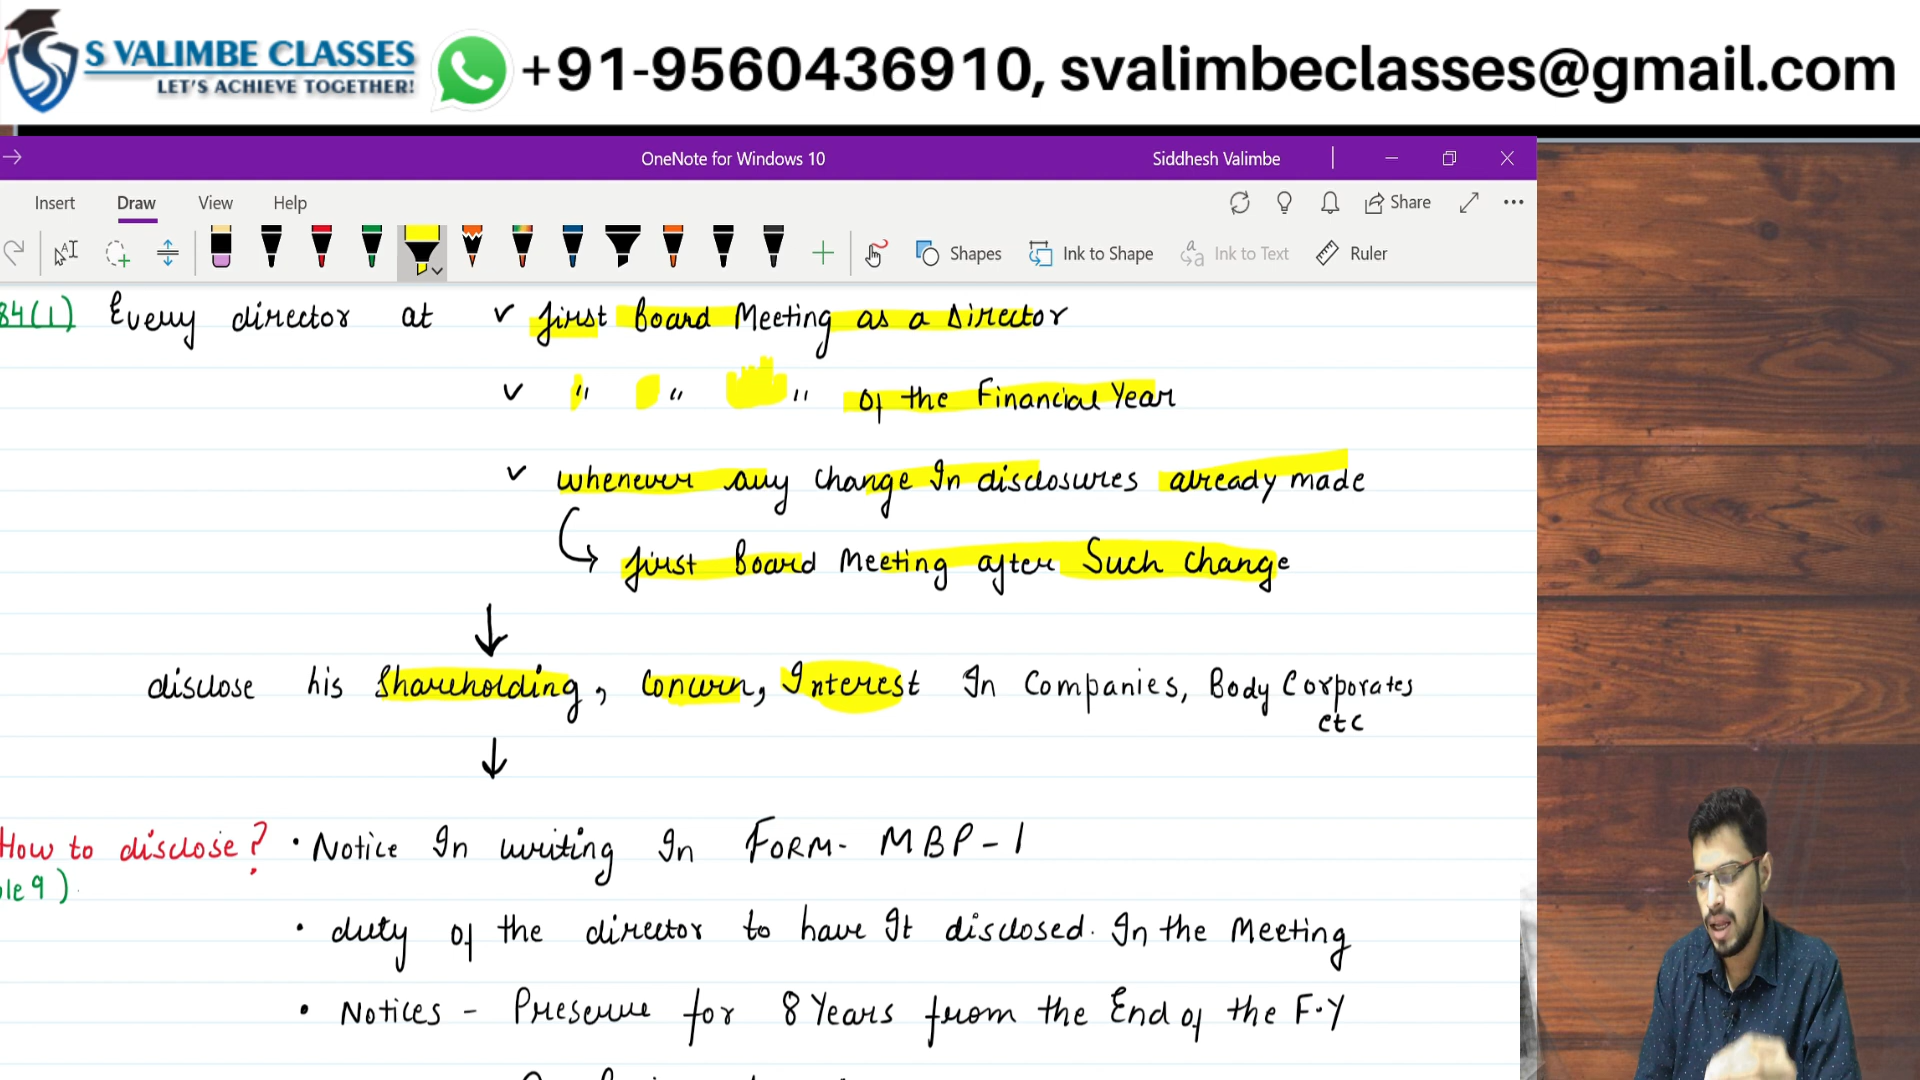 S VALIMBE CLASSES
LET'S ACHIEVE TOGETHER!
+91-9560436910, svalimbeclasses@gmail.com
OneNote for Windows 10
Siddhesh Valimbe
Insert Draw View Help
Share
Shapes Ink to Shape Ink to Text Ruler
84(1) Every director at ✓ first Board Meeting as a Director
✓ " " " of the Financial Year
✓ whenever any change In disclosures already made
first Board Meeting after Such change
disclose his Shareholding, Concern, Interest In Companies, Body Corporates
etc
How to disclose? • Notice In writing In FORM- MBP-1
le 9)
• duty of the director to have It disclosed. In the Meeting
• Notices - Preserve for 8 Years from the End of the F.Y